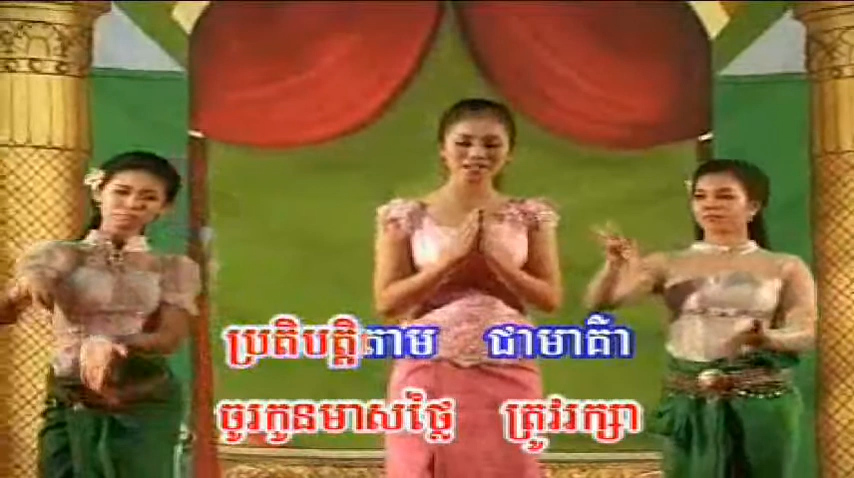 ប្រតិបត្តិតាម ជាមាគ៌ា
ចូរកូនមាសថ្លៃ ត្រូវរក្សា